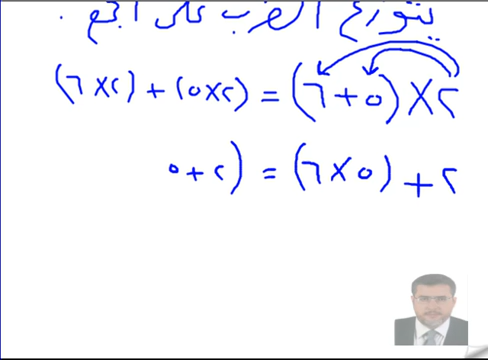 يتوزع الضرب على الجمع .
٢ × (٥ + ٦) = (٢ × ٥) + (٢ × ٦)
٢ + (٥ × ٦) = (٢ + ٥